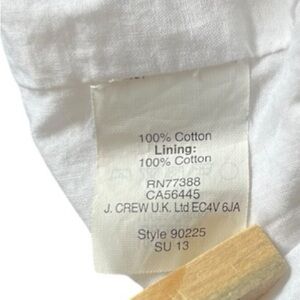 100% Cotton
Lining:
100% Cotton
RN77388
CA56445
J. CREW U.K. Ltd EC4V 6JA
Style 90225
SU 13